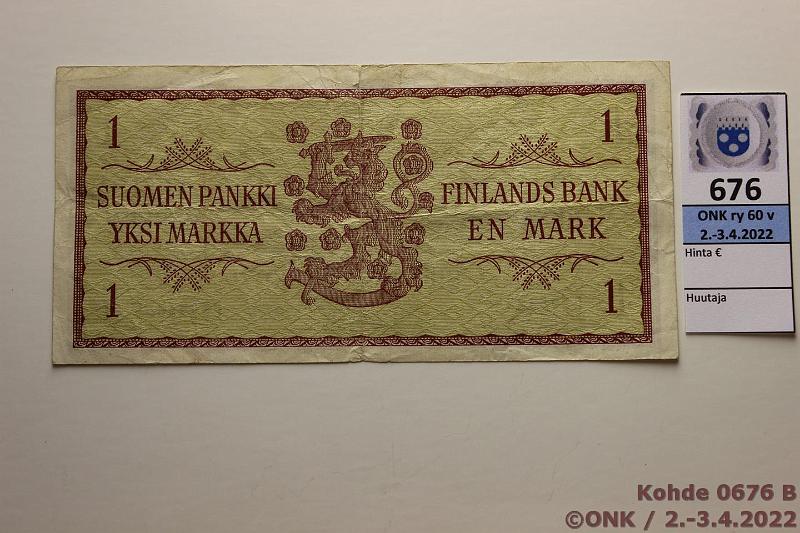 1
1
SUOMEN PANKKI
FINLANDS BANK
YKSI MARKKA
EN MARK
1
1
676
ONK ry 60 v
2.-3.4.2022
Hinta €
Huutaja
Kohde 0676 B
©ONK / 2.-3.4.2022